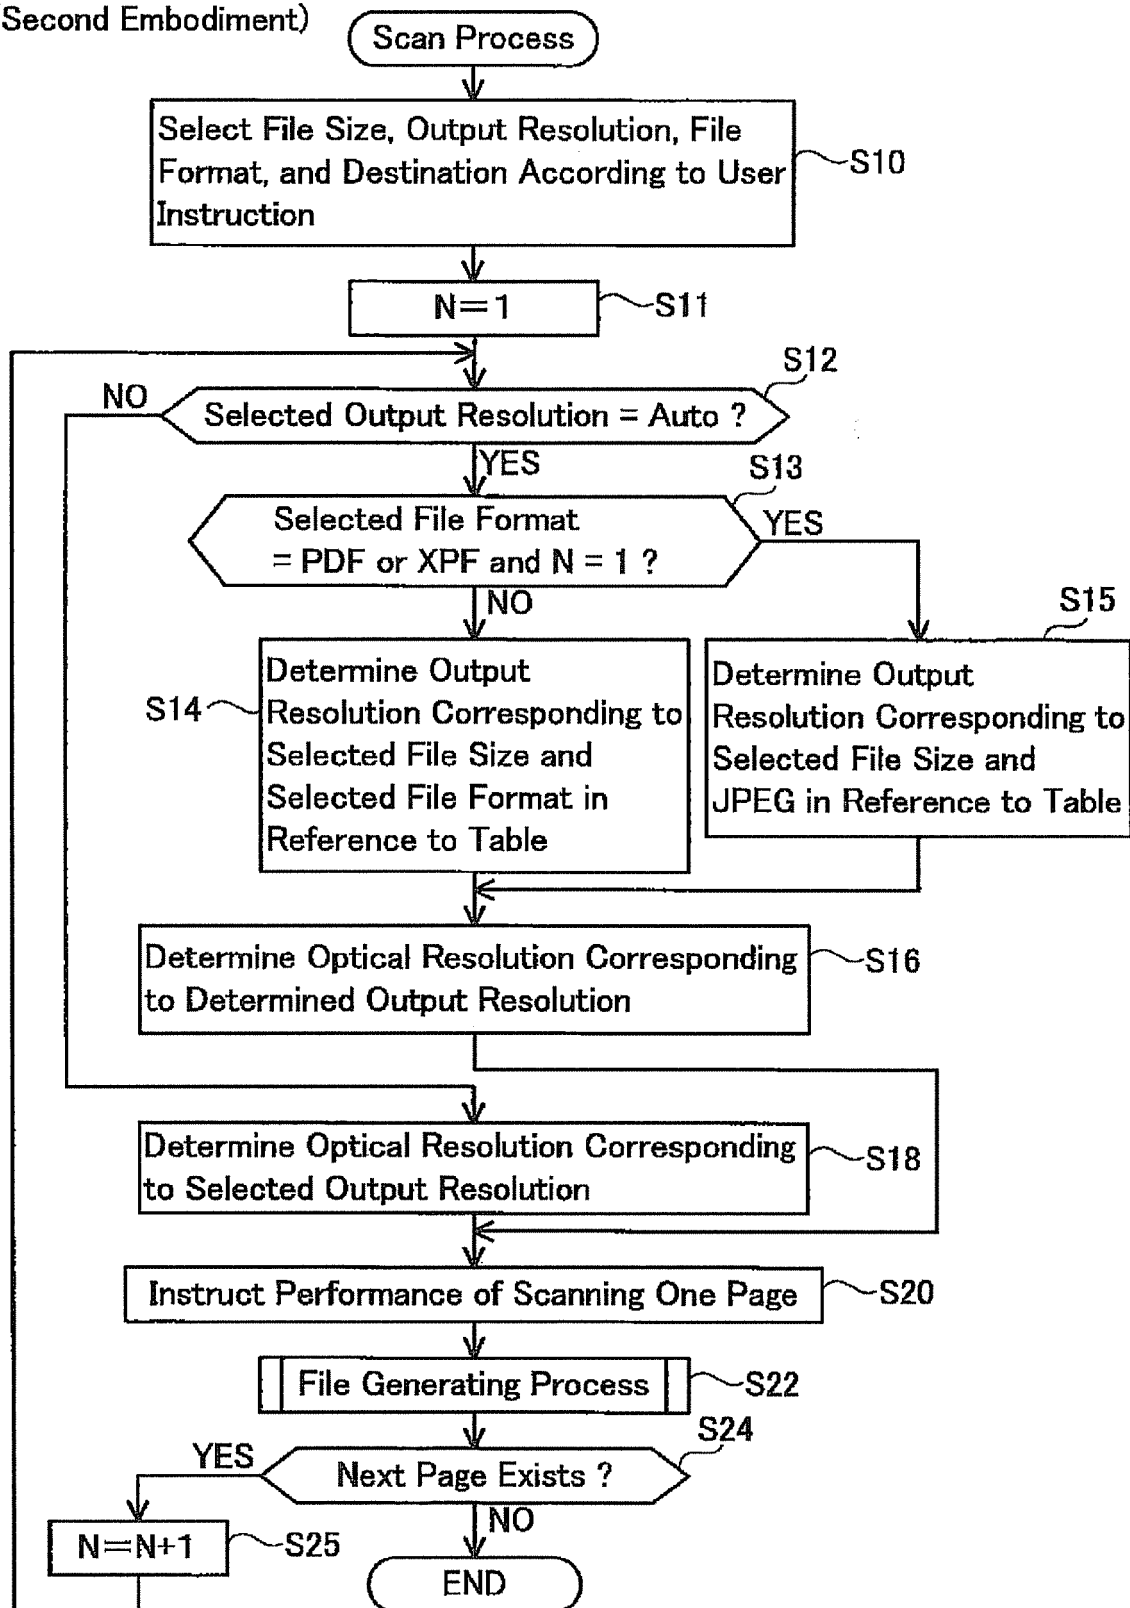 Second Embodiment)
Scan Process
Select File Size, Output Resolution, File
Format, and Destination According to User
Instruction
S10
N=1
S11
S12
NO
Selected Output Resolution = Auto ?
YES
S13
Selected File Format
= PDF or XPF and N = 1 ?
YES
NO
S15
S14
Determine Output
Resolution Corresponding to
Selected File Size and
Selected File Format in
Reference to Table
Determine Output
Resolution Corresponding to
Selected File Size and
JPEG in Reference to Table
Determine Optical Resolution Corresponding
to Determined Output Resolution
S16
Determine Optical Resolution Corresponding
to Selected Output Resolution
S18
Instruct Performance of Scanning One Page
S20
File Generating Process
S22
S24
YES
Next Page Exists ?
NO
N=N+1
S25
END